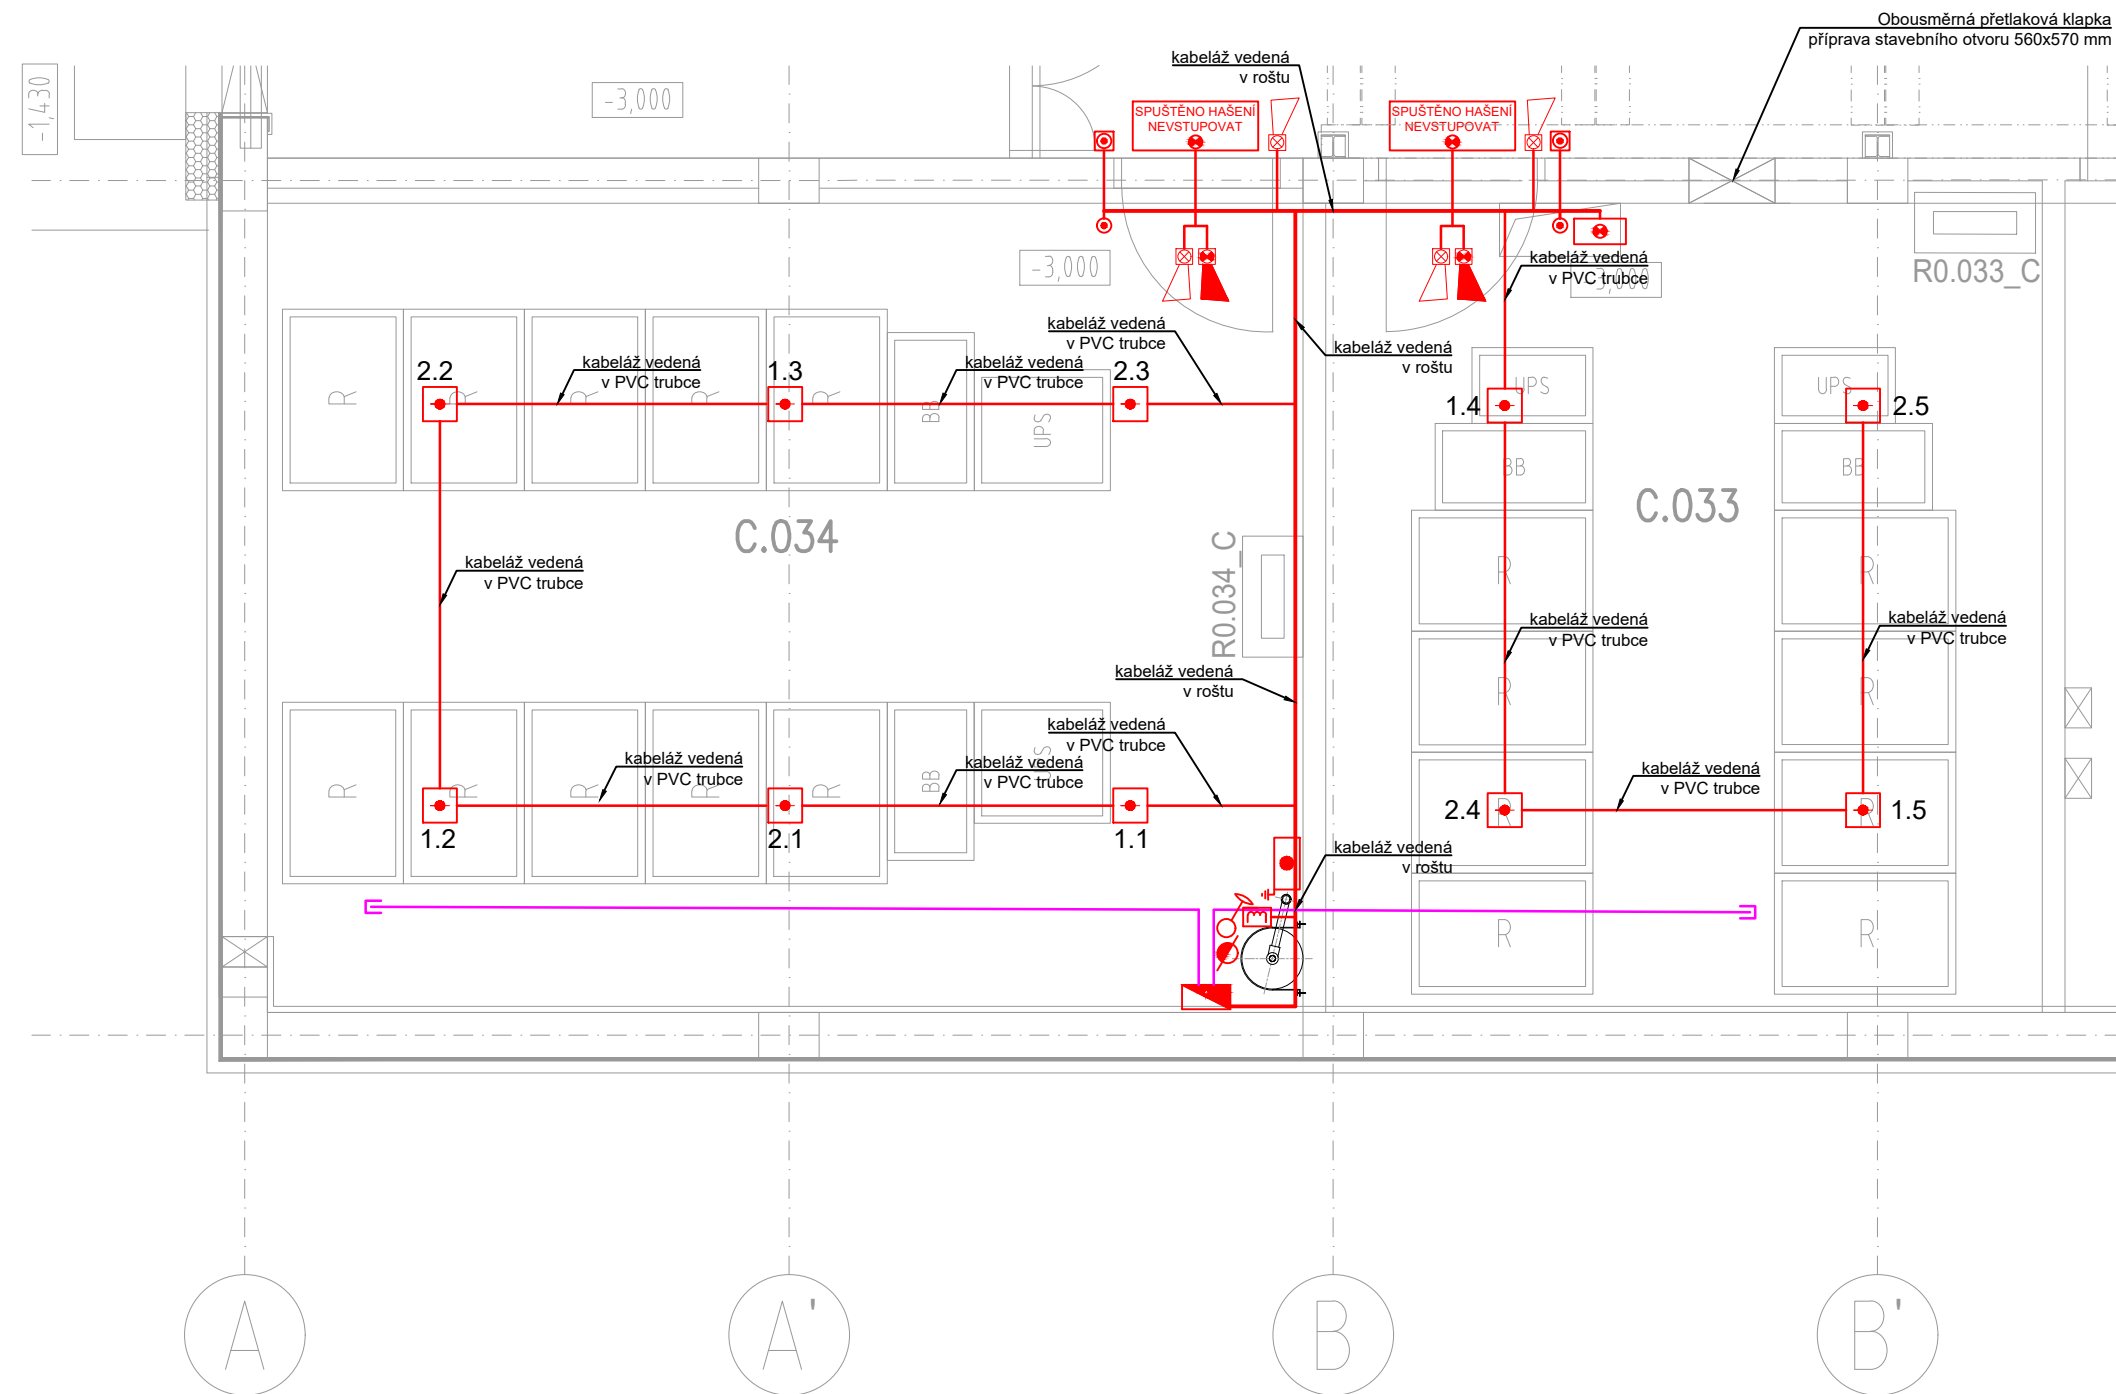 Obousměrná přetlaková klapka
příprava stavebního otvoru 560x570 mm
kabeláž vedená
v roštu
-1,430
-3,000
SPUŠTĚNO HAŠENÍ
NEVSTUPOVAT
SPUŠTĚNO HAŠENÍ
NEVSTUPOVAT
-3,000
kabeláž vedená
v PVC trubce
-3,000
R0.033_C
kabeláž vedená
v PVC trubce
kabeláž vedená
v roštu
2.2
kabeláž vedená
v PVC trubce
1.3
kabeláž vedená
v PVC trubce
2.3
R
R
R
R
R
BB
UPS
1.4
UPS
UPS
2.5
BB
BB
C.034
C.033
R0.034_C
kabeláž vedená
v PVC trubce
R
R
kabeláž vedená
v PVC trubce
kabeláž vedená
v PVC trubce
kabeláž vedená
v roštu
R
R
kabeláž vedená
v PVC trubce
kabeláž vedená
v PVC trubce
kabeláž vedená
v PVC trubce
kabeláž vedená
v PVC trubce
R
R
R
R
R
BB
UPS
1.2
2.1
1.1
2.4
R
R
1.5
kabeláž vedená
v roštu
R
R
A
A'
B
B'